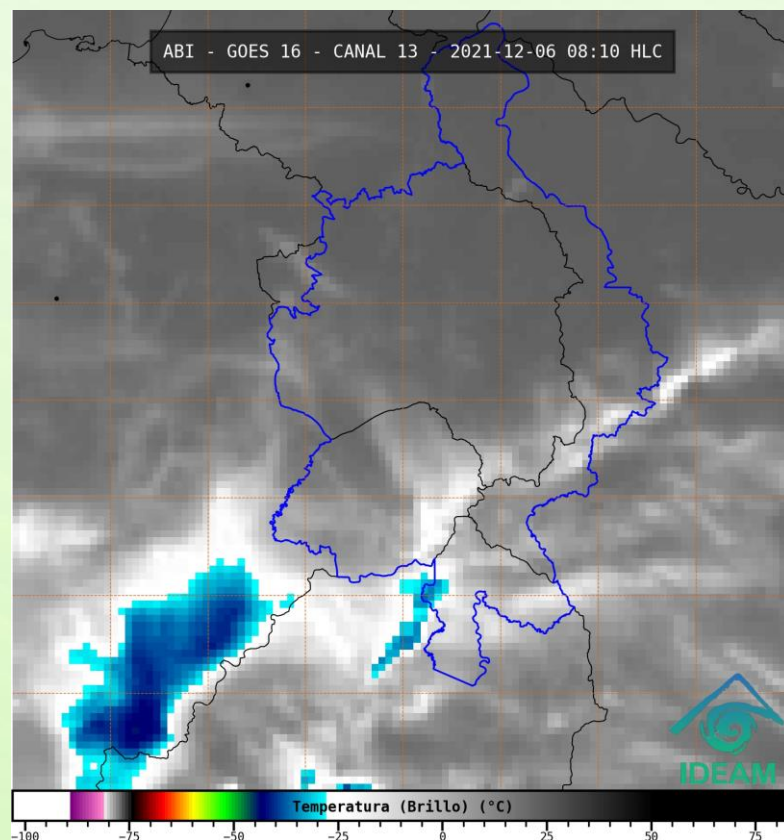 ABI - GOES 16 - CANAL 13 - 2021-12-06 08:10 HLC
IDEAM
Temperatura (Brillo) (°C)
−100 −75 −50 −25 0 25 50 75